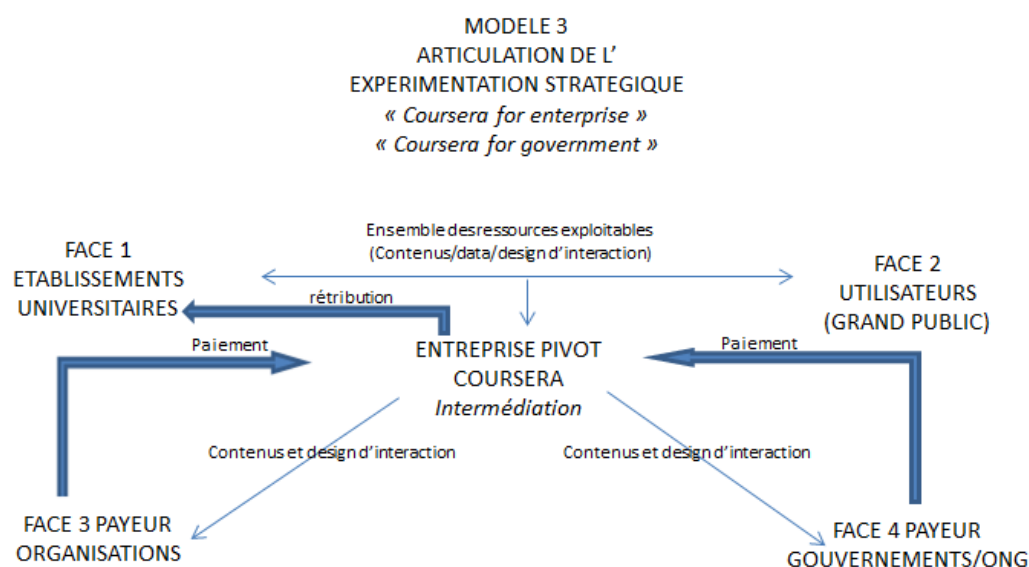 MODELE 3
ARTICULATION DE L’
EXPERIMENTATION STRATEGIQUE
« Coursera for enterprise »
« Coursera for government »
Ensemble desressources exploitables
(Contenus/data/design d’interaction)
FACE 1
ETABLISSEMENTS
UNIVERSITAIRES
FACE 2
UTILISATEURS
(GRAND PUBLIC)
rétribution
Paiement
ENTREPRISE PIVOT
COURSERA
Intermédiation
Paiement
Contenus et design d’interaction
Contenus et design d’interaction
FACE 3 PAYEUR
ORGANISATIONS
FACE 4 PAYEUR
GOUVERNEMENTS/ONG